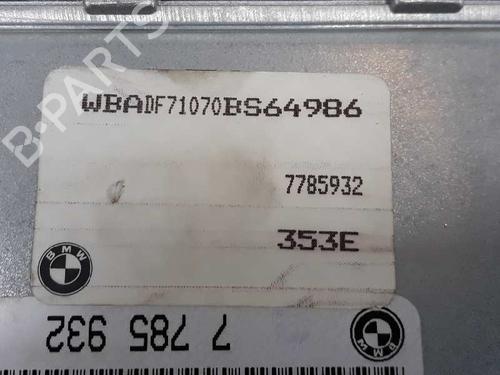 B-PARTS
WBADF71070BS64986
7785932
353E
BMW
7 785 932
BMW